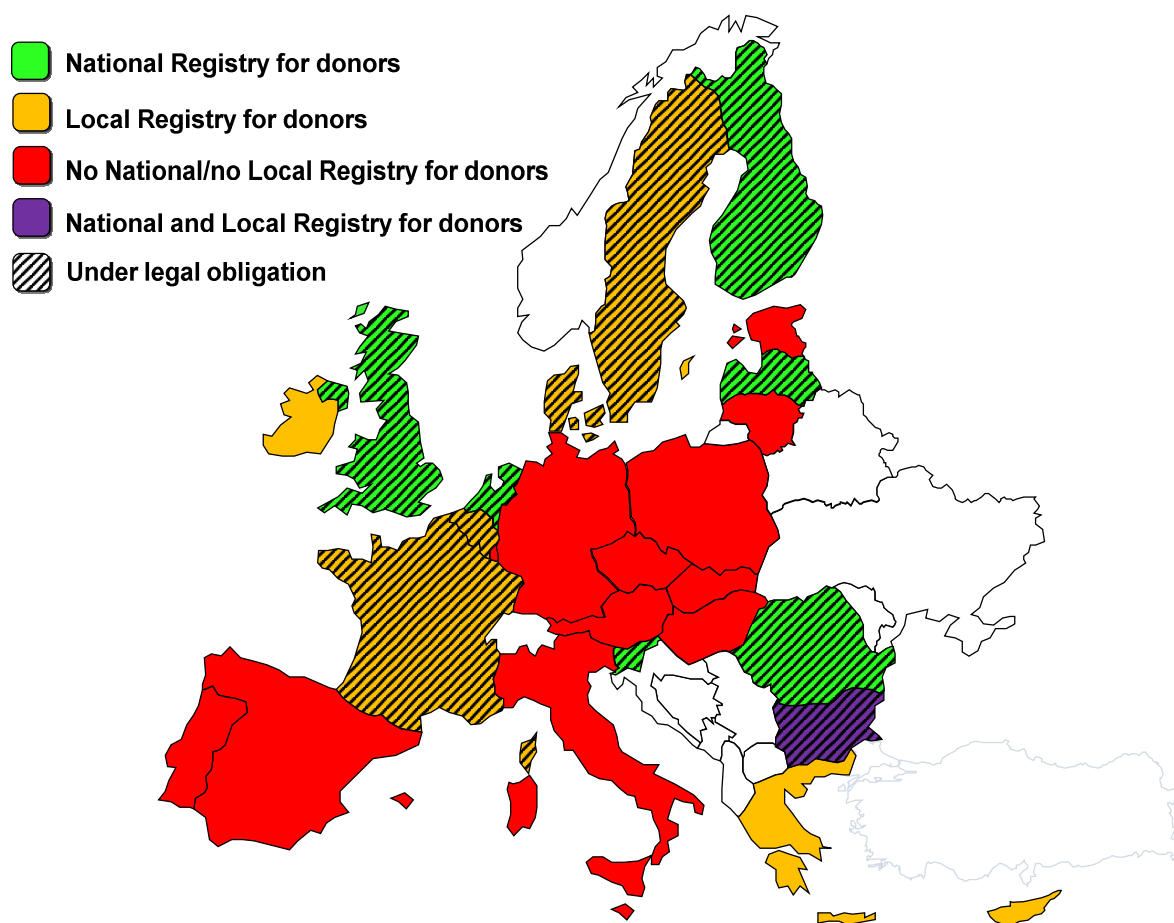 National Registry for donors
Local Registry for donors
No National/no Local Registry for donors
National and Local Registry for donors
Under legal obligation